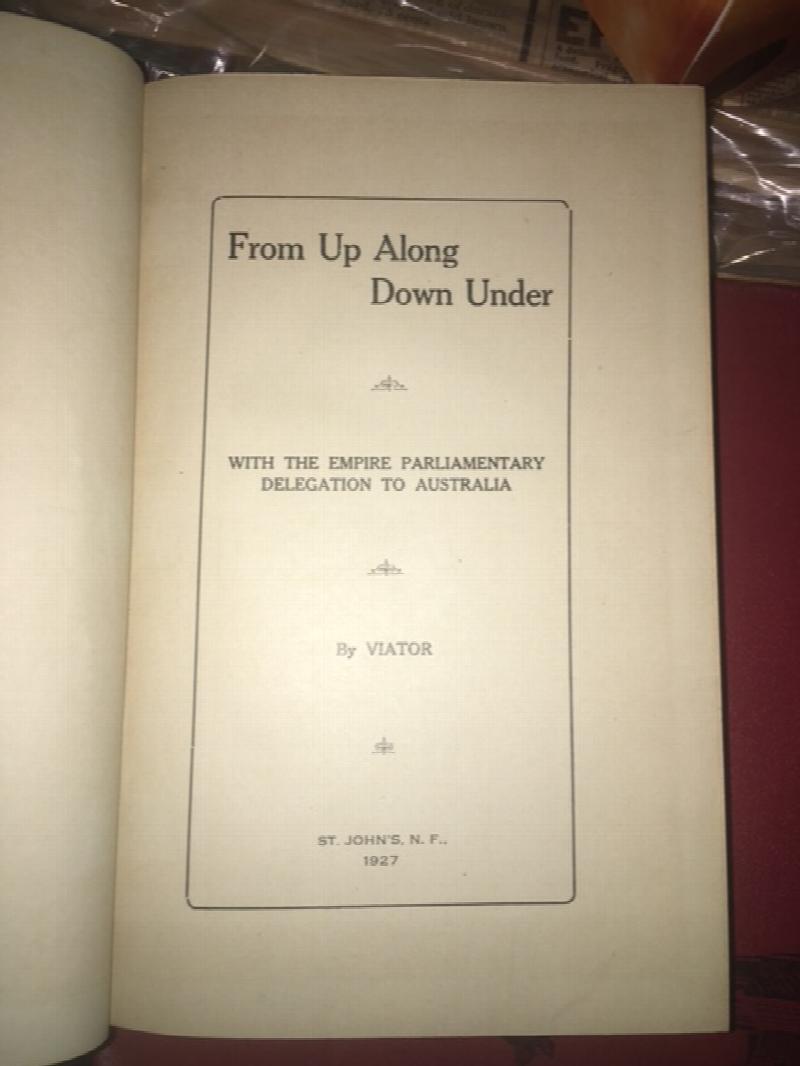 From Up Along
Down Under
WITH THE EMPIRE PARLIAMENTARY
DELEGATION TO AUSTRALIA
By VIATOR
ST. JOHN'S, N. F.,
1927